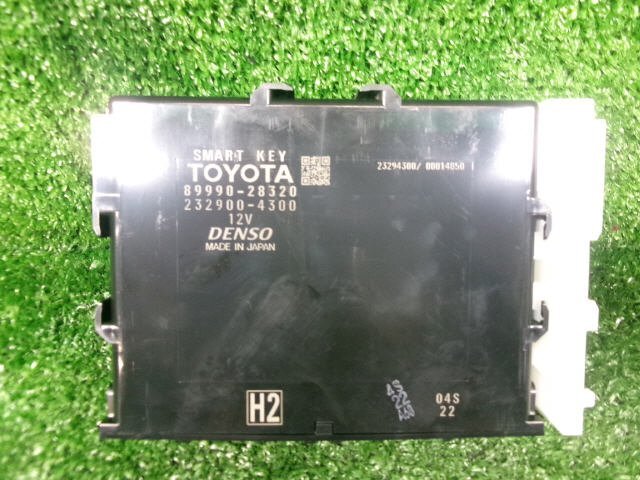 SMART KEY
TOYOTA
89990-28320
232900-4300
12V
DENSO
MADE IN JAPAN
23294300/ 00014850 |
H2
04S
22